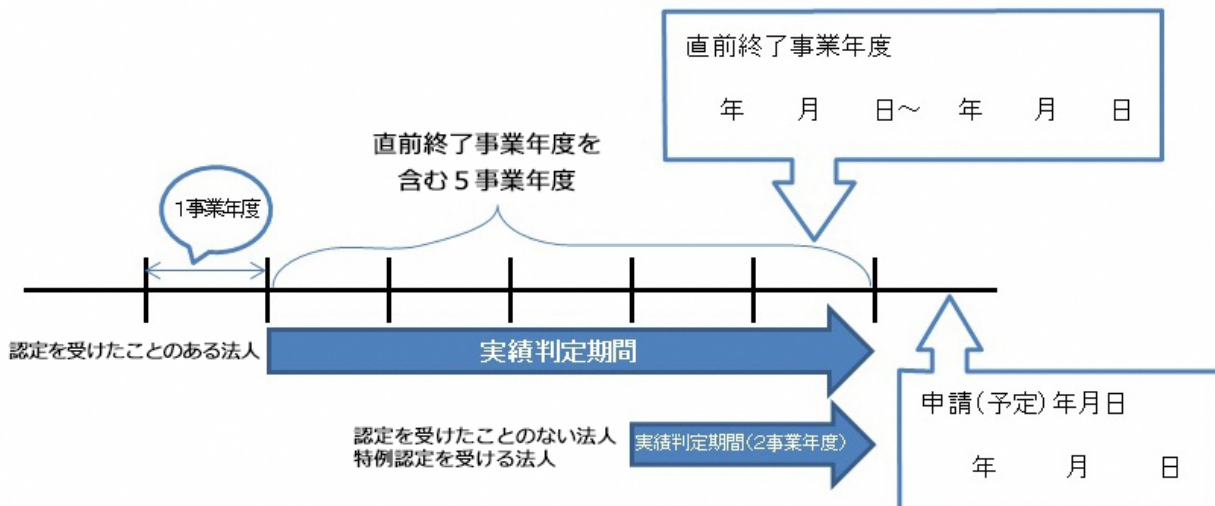 直前終了事業年度
年 月 日～ 年 月 日
直前終了事業年度を
含む５事業年度
１事業年度
認定を受けたことのある法人
実績判定期間
認定を受けたことのない法人
特例認定を受ける法人
実績判定期間(2事業年度)
申請(予定)年月日
年 月 日